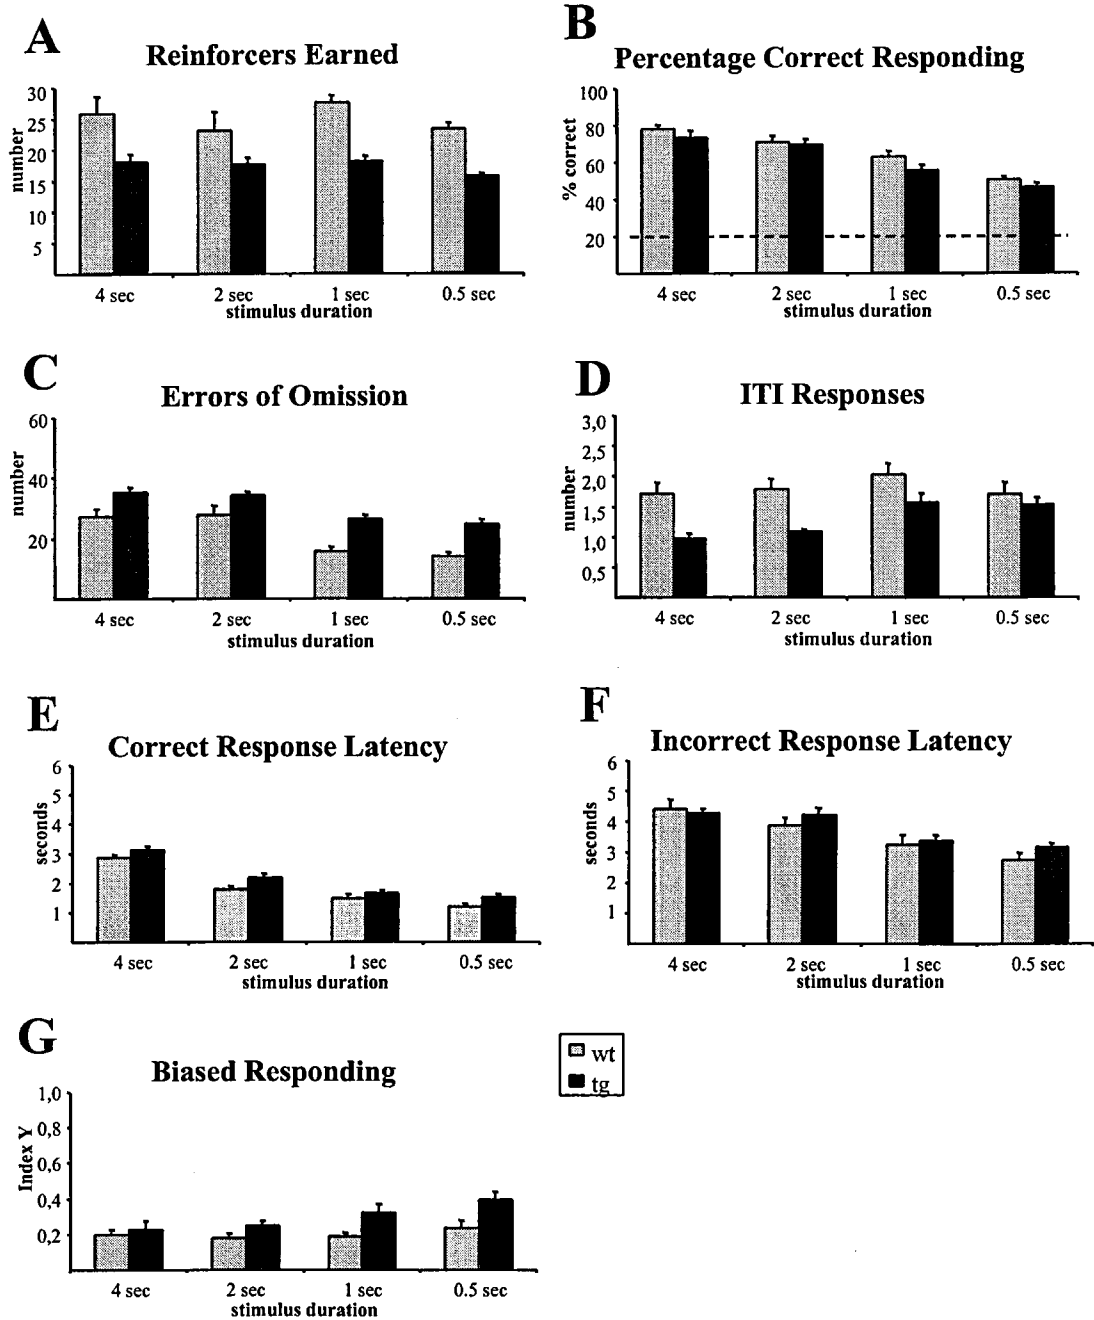 A
Reinforcers Earned
number
30
25
20
15
10
5
4 sec
2 sec
1 sec
0.5 sec
stimulus duration
B
Percentage Correct Responding
% correct
100
80
60
40
20
4 sec
2 sec
1 sec
0.5 sec
stimulus duration
C
Errors of Omission
number
60
40
20
4 sec
2 sec
1 sec
0.5 sec
stimulus duration
D
ITI Responses
number
3,0
2,5
2,0
1,5
1,0
0,5
4 sec
2 sec
1 sec
0.5 sec
stimulus duration
E
Correct Response Latency
seconds
6
5
4
3
2
1
4 sec
2 sec
1 sec
0.5 sec
stimulus duration
F
Incorrect Response Latency
seconds
6
5
4
3
2
1
4 sec
2 sec
1 sec
0.5 sec
stimulus duration
G
Biased Responding
Index Y
1,0
0,8
0,6
0,4
0,2
4 sec
2 sec
1 sec
0.5 sec
stimulus duration
wt
tg